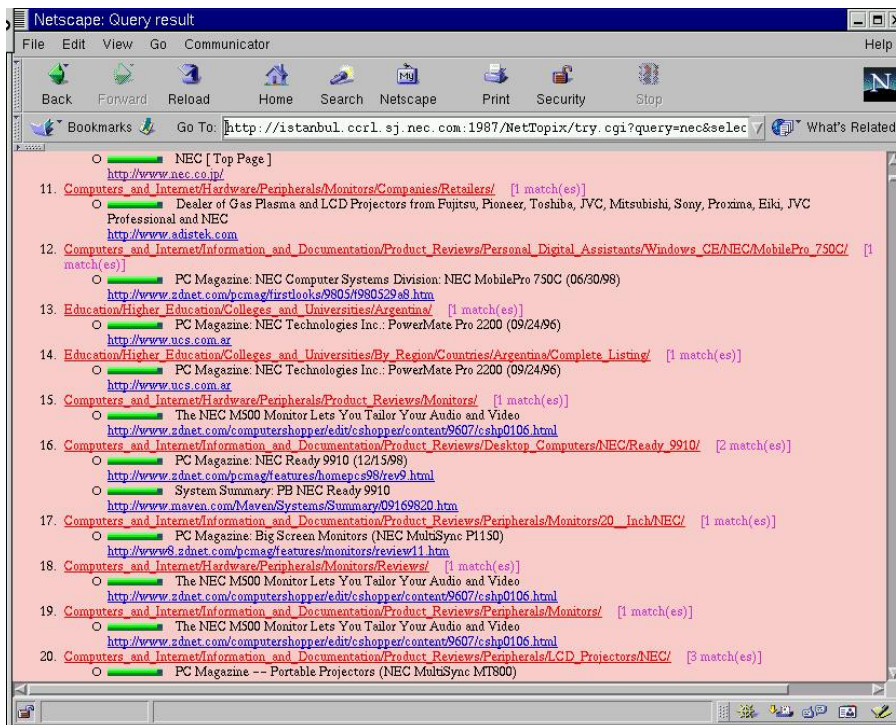 Netscape: Query result
File Edit View Go Communicator Help
Back Forward Reload Home Search Netscape Print Security Stop
My
N
Bookmarks Go To: http://istanbul.ccrl.sj.nec.com:1987/NetTopix/try.cgi?query=nec&selec What's Related
NEC [ Top Page ]
http://www.nec.co.jp/
11. Computers_and_Internet/Hardware/Peripherals/Monitors/Companies/Retailers/ [1 match(es)]
Dealer of Gas Plasma and LCD Projectors from Fujitsu, Pioneer, Toshiba, JVC, Mitsubishi, Sony, Proxima, Eiki, JVC
Professional and NEC
http://www.adistek.com
12. Computers_and_Internet/Information_and_Documentation/Product_Reviews/Personal_Digital_Assistants/Windows_CE/NEC/MobilePro_750C/ [1
match(es)]
PC Magazine: NEC Computer Systems Division: NEC MobilePro 750C (06/30/98)
http://www.zdnet.com/pcmag/firstlooks/9805/f980529a8.htm
13. Education/Higher_Education/Colleges_and_Universities/Argentina/ [1 match(es)]
PC Magazine: NEC Technologies Inc.: PowerMate Pro 2200 (09/24/96)
http://www.ucs.com.ar
14. Education/Higher_Education/Colleges_and_Universities/By_Region/Countries/Argentina/Complete_Listing/ [1 match(es)]
PC Magazine: NEC Technologies Inc.: PowerMate Pro 2200 (09/24/96)
http://www.ucs.com.ar
15. Computers_and_Internet/Hardware/Peripherals/Product_Reviews/Monitors/ [1 match(es)]
The NEC M500 Monitor Lets You Tailor Your Audio and Video
http://www.zdnet.com/computershopper/edit/cshopper/content/9607/cshp0106.html
16. Computers_and_Internet/Information_and_Documentation/Product_Reviews/Desktop_Computers/NEC/Ready_9910/ [2 match(es)]
PC Magazine: NEC Ready 9910 (12/15/98)
http://www.zdnet.com/pcmag/features/homepcs98/rev9.html
System Summary: PB NEC Ready 9910
http://www.maven.com/Maven/Systems/Summary/09169820.htm
17. Computers_and_Internet/Information_and_Documentation/Product_Reviews/Peripherals/Monitors/20__Inch/NEC/ [1 match(es)]
PC Magazine: Big Screen Monitors (NEC MultiSync P1150)
http://www8.zdnet.com/pcmag/features/monitors/review11.htm
18. Computers_and_Internet/Hardware/Peripherals/Monitors/Reviews/ [1 match(es)]
The NEC M500 Monitor Lets You Tailor Your Audio and Video
http://www.zdnet.com/computershopper/edit/cshopper/content/9607/cshp0106.html
19. Computers_and_Internet/Information_and_Documentation/Product_Reviews/Peripherals/Monitors/ [1 match(es)]
The NEC M500 Monitor Lets You Tailor Your Audio and Video
http://www.zdnet.com/computershopper/edit/cshopper/content/9607/cshp0106.html
20. Computers_and_Internet/Information_and_Documentation/Product_Reviews/Peripherals/LCD_Projectors/NEC/ [3 match(es)]
PC Magazine -- Portable Projectors (NEC MultiSync MT800)